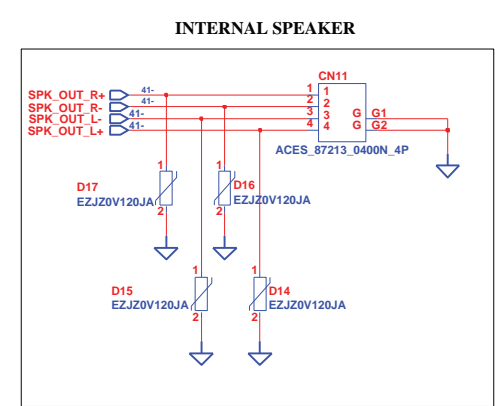 INTERNAL SPEAKER
CN11
SPK_OUT_R+ 41- 1 1
SPK_OUT_R- 41- 2 2
SPK_OUT_L- 41- 3 3 G G1
SPK_OUT_L+ 41- 4 4 G G2
ACES_87213_0400N_4P
1 1
D17 D16
EZJZ0V120JA EZJZ0V120JA
2 2
1 1
D15 D14
EZJZ0V120JA EZJZ0V120JA
2 2